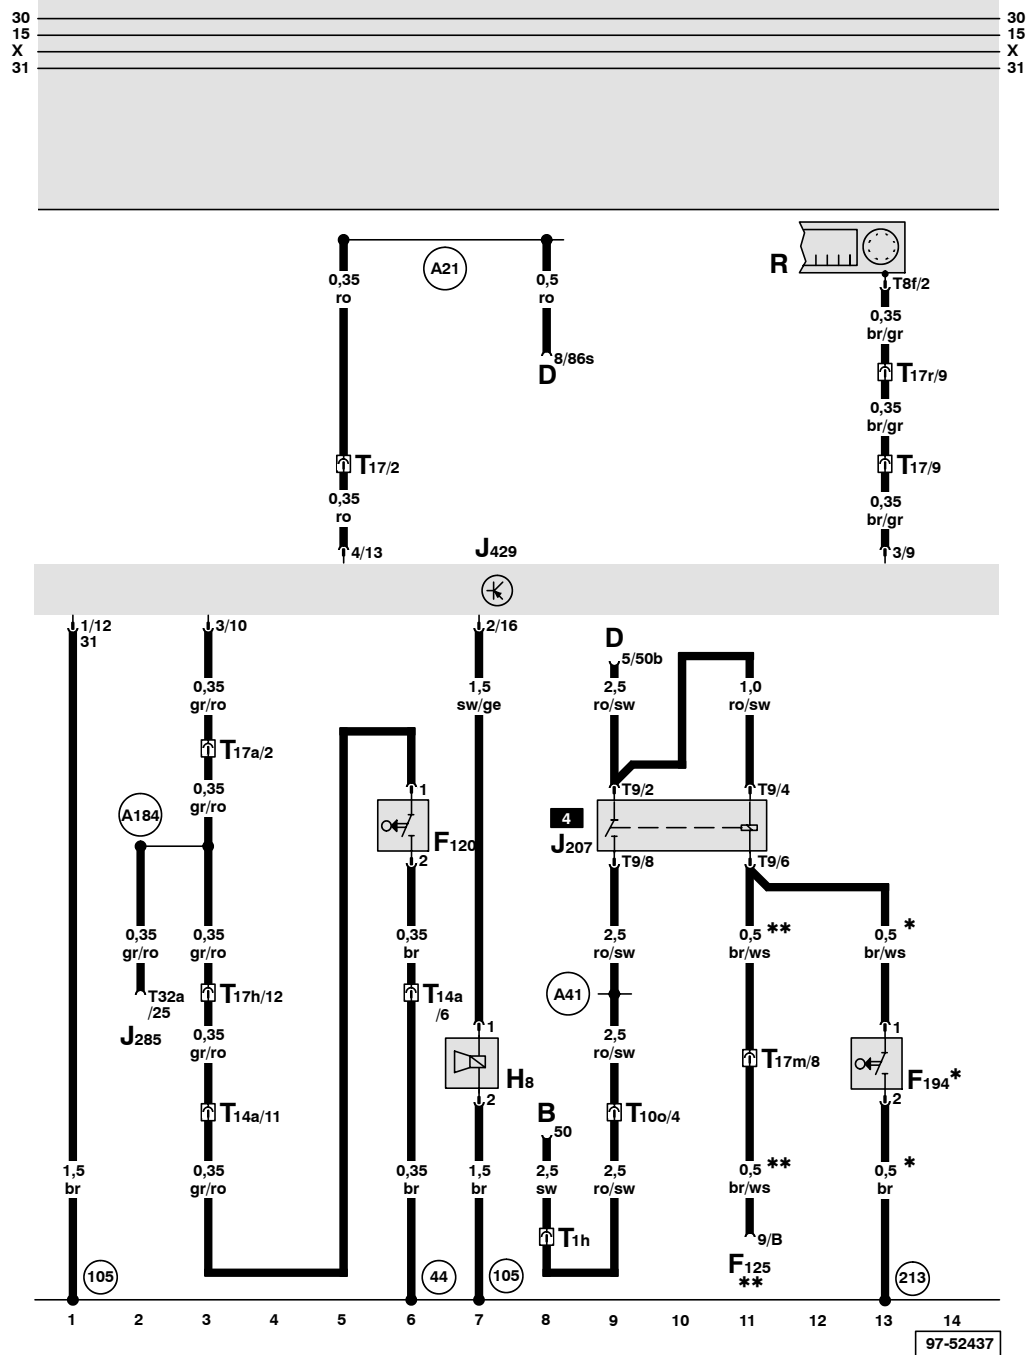 30 30
15 15
X X
31 31
R
A21
0,35
ro
0,5
ro
T8f/2
0,35
br/gr
8/86s
D
T17r/9
0,35
br/gr
T17/2
T17/9
0,35
ro
0,35
br/gr
4/13
J429
3/9
1/12
31
3/10
2/16
D
5/50b
0,35
gr/ro
1,5
sw/ge
2,5
ro/sw
1,0
ro/sw
T17a/2
0,35
gr/ro
1
T9/2
T9/4
A184
4
F120
J207
2
T9/8
T9/6
0,35
gr/ro
0,35
gr/ro
0,35
br
2,5
ro/sw
0,5 **
br/ws
0,5 *
br/ws
T32a
/25
J285
T17h/12
T14a
/6
A41
0,35
gr/ro
1
2,5
ro/sw
1
T17m/8
H8
F194*
2
2
T14a/11
B
50
T10o/4
1,5
br
0,35
gr/ro
0,35
br
1,5
br
2,5
sw
2,5
ro/sw
0,5 **
br/ws
0,5 *
br
T1h
9/B
F125
**
105
44
105
213
1 2 3 4 5 6 7 8 9 10 11 12 13 14
97-52437